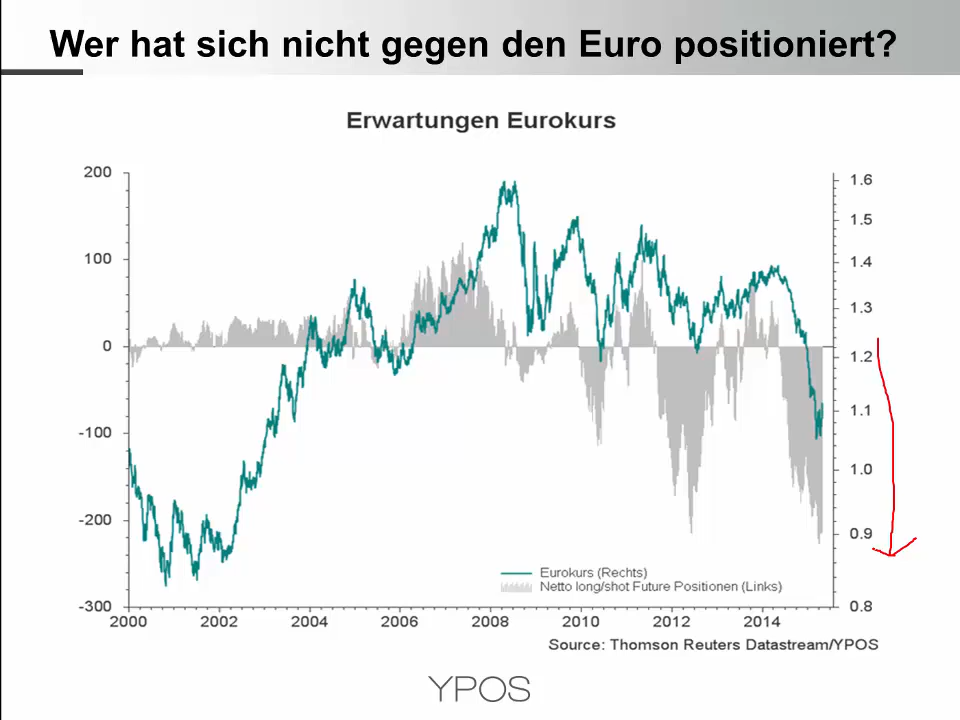 Wer hat sich nicht gegen den Euro positioniert?
Erwartungen Eurokurs
200
100
0
-100
-200
-300
1.6
1.5
1.4
1.3
1.2
1.1
1.0
0.9
0.8
Eurokurs (Rechts)
Netto long/shot Future Positionen (Links)
2000 2002 2004 2006 2008 2010 2012 2014
Source: Thomson Reuters Datastream/YPOS
YPOS